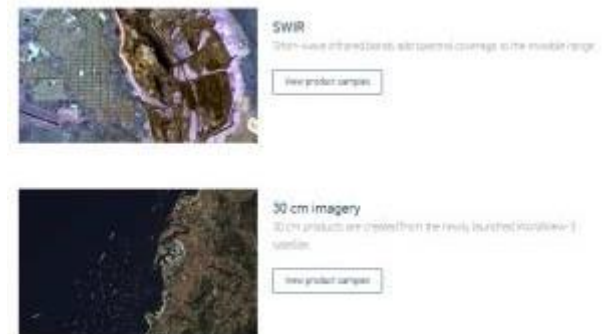 SWIR
Short-wave infrared bands add spectral coverage to the invisible range
View product samples
30 cm imagery
30 cm products are created from the newly launched WorldView-3
satellite.
View product samples